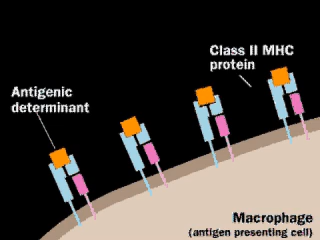 Class II MHC
protein
Antigenic
determinant
Macrophage
(antigen presenting cell)